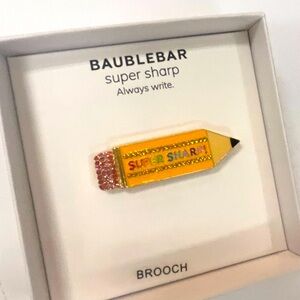 BAUBLEBAR
super sharp
Always write.
SUPER SHARP!
BROOCH